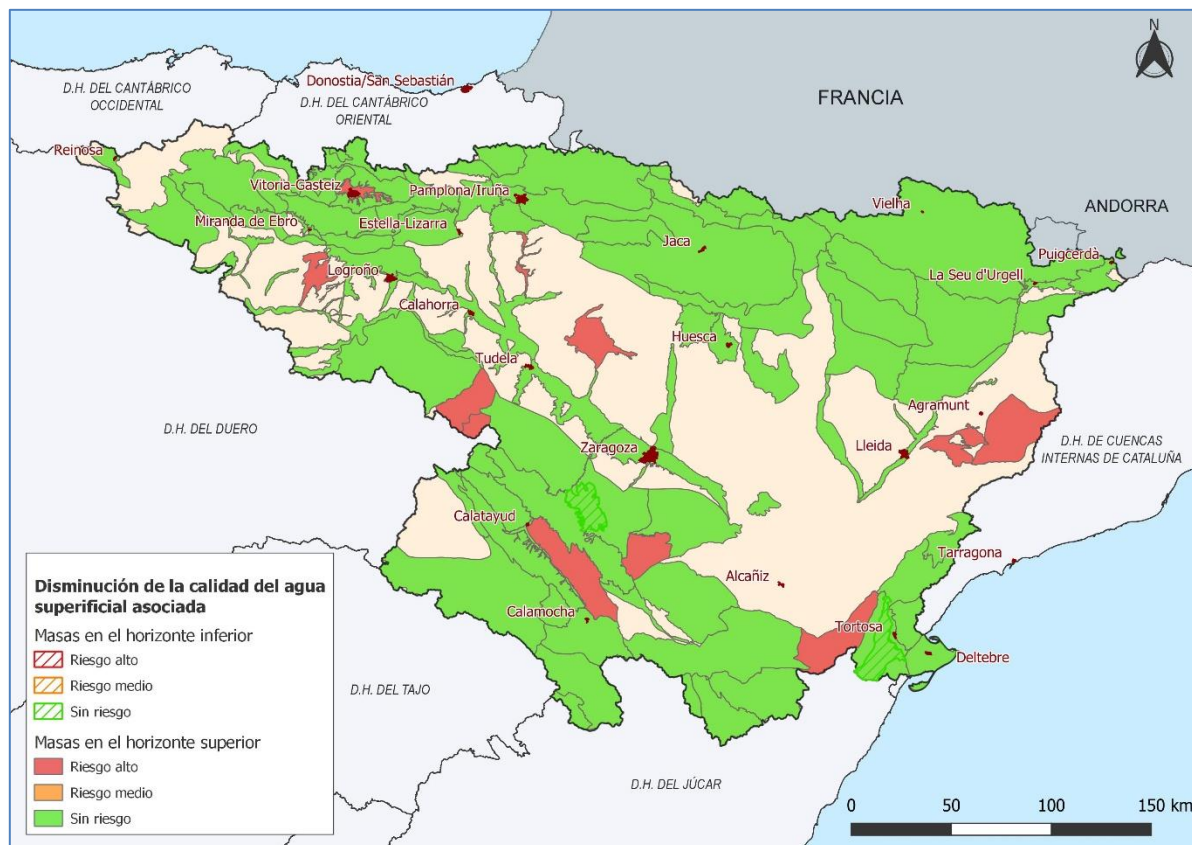 N
D.H. DEL CANTÁBRICO
OCCIDENTAL
Donostia/San Sebastián
D.H. DEL CANTÁBRICO
ORIENTAL
FRANCIA
Reinosa
Vitoria-Gasteiz
Pamplona/Iruña
Vielha
ANDORRA
Miranda de Ebro
Estella-Lizarra
Jaca
Puigcerdà
La Seu d'Urgell
Logroño
Calahorra
Huesca
Tudela
Agramunt
D.H. DEL DUERO
Zaragoza
Lleida
D.H. DE CUENCAS
INTERNAS DE CATALUÑA
Calatayud
Tarragona
Alcañiz
Calamocha
Tortosa
Deltebre
D.H. DEL TAJO
D.H. DEL JÚCAR
Disminución de la calidad del agua
superificial asociada
Masas en el horizonte inferior
Riesgo alto
Riesgo medio
Sin riesgo
Masas en el horizonte superior
Riesgo alto
Riesgo medio
Sin riesgo
0 50 100 150 km